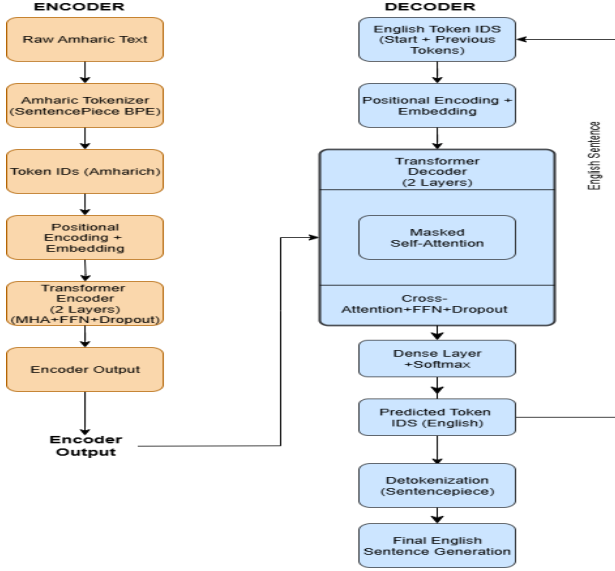 ENCODER
Raw Amharic Text
Amharic Tokenizer
(SentencePiece BPE)
Token IDs (Amharich)
Positional
Encoding +
Embedding
Transformer
Encoder
(2 Layers)
(MHA+FFN+Dropout)
Encoder Output
Encoder
Output
DECODER
English Token IDS
(Start + Previous
Tokens)
Positional Encoding +
Embedding
Transformer
Decoder
(2 Layers)
Masked
Self-Attention
Cross-
Attention+FFN+Dropout
Dense Layer
+Softmax
Predicted Token
IDS (English)
Detokenization
(Sentencepiece)
Final English
Sentence Generation
English Sentence